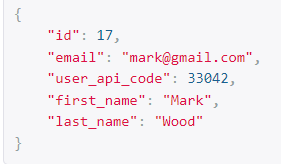 {
    "id": 17,
    "email": "mark@gmail.com",
    "user_api_code": 33042,
    "first_name": "Mark",
    "last_name": "Wood"
}